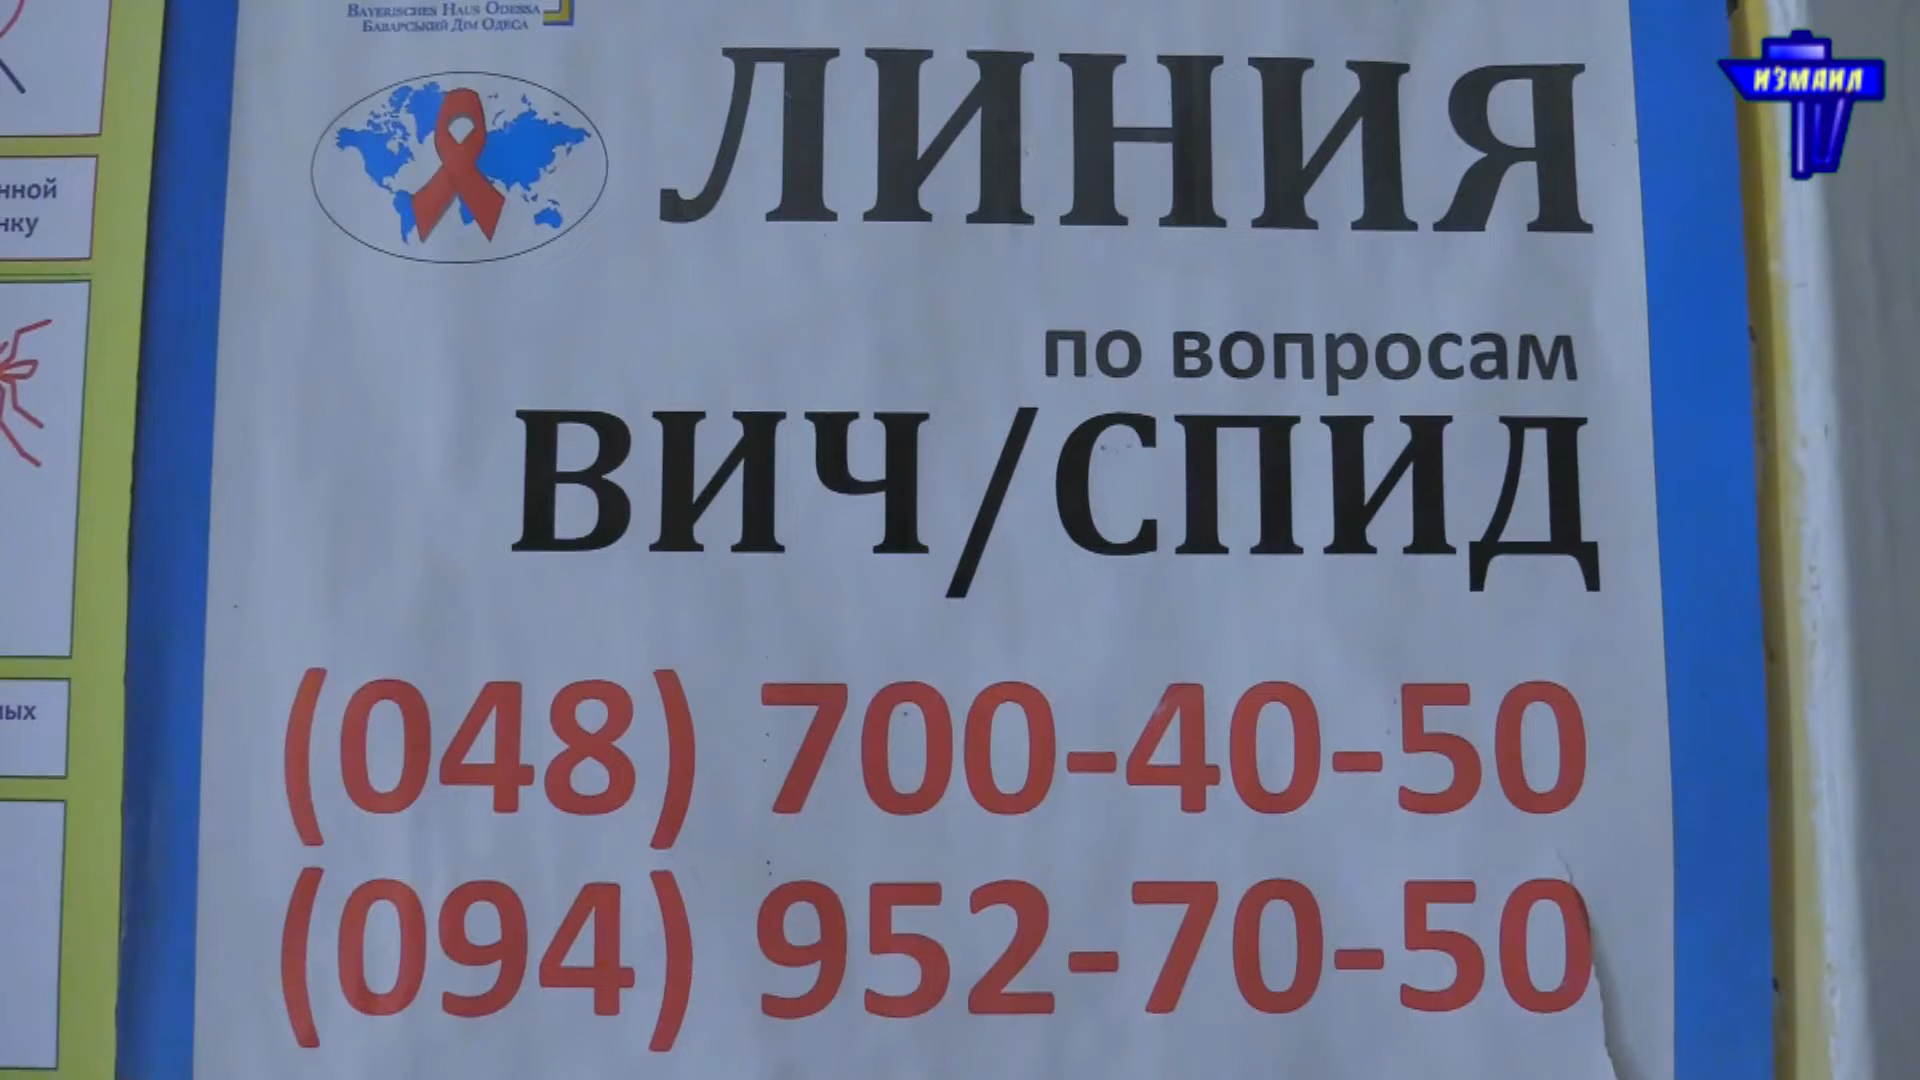 BAYERISCHES HAUS ODESSA
БАВАРСЬКИЙ ДІМ ОДЕСА
ИЗМАИЛ
ЛИНИЯ
нной
нку
по вопросам
ВИЧ/СПИД
(048) 700-40-50
ных
(094) 952-70-50